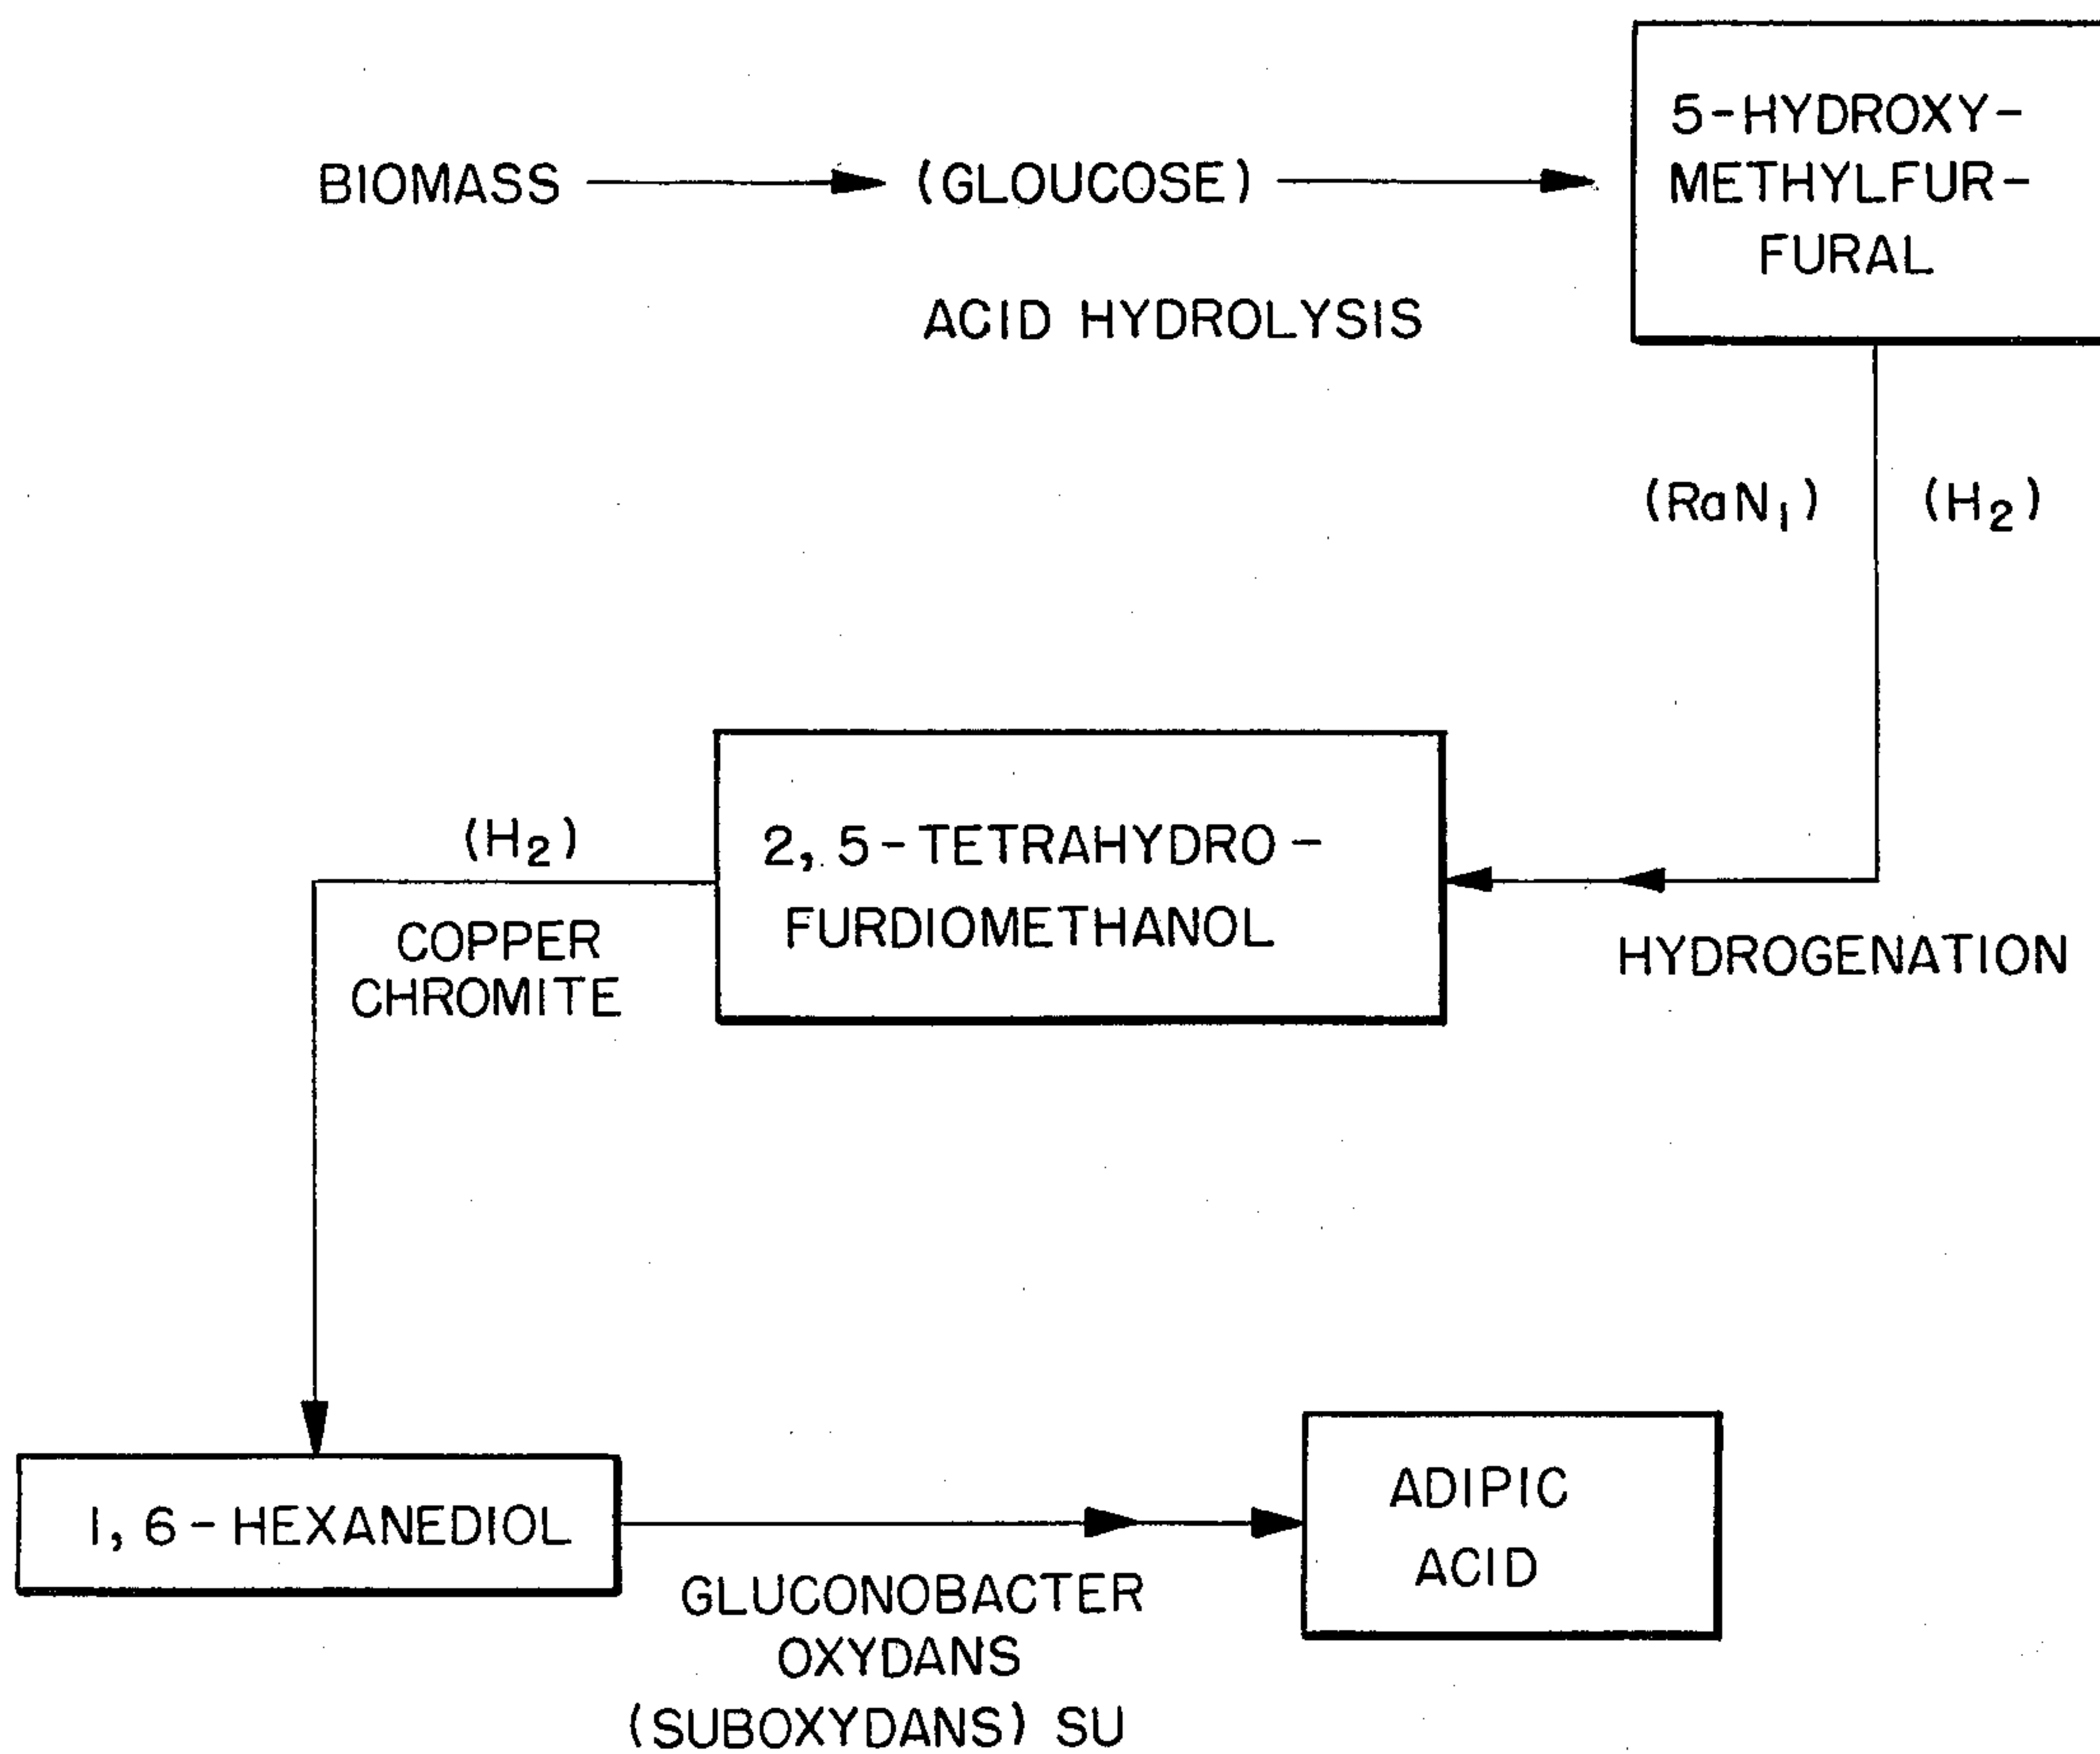 BIOMASS
(GLOUCOSE)
5-HYDROXY-
METHYLFUR-
FURAL
ACID HYDROLYSIS
(RaN₁)
(H₂)
2,5-TETRAHYDRO-
FURDIOMETHANOL
HYDROGENATION
(H₂)
COPPER
CHROMITE
1,6-HEXANEDIOL
GLUCONOBACTER
OXYDANS
(SUBOXYDANS) SU
ADIPIC
ACID